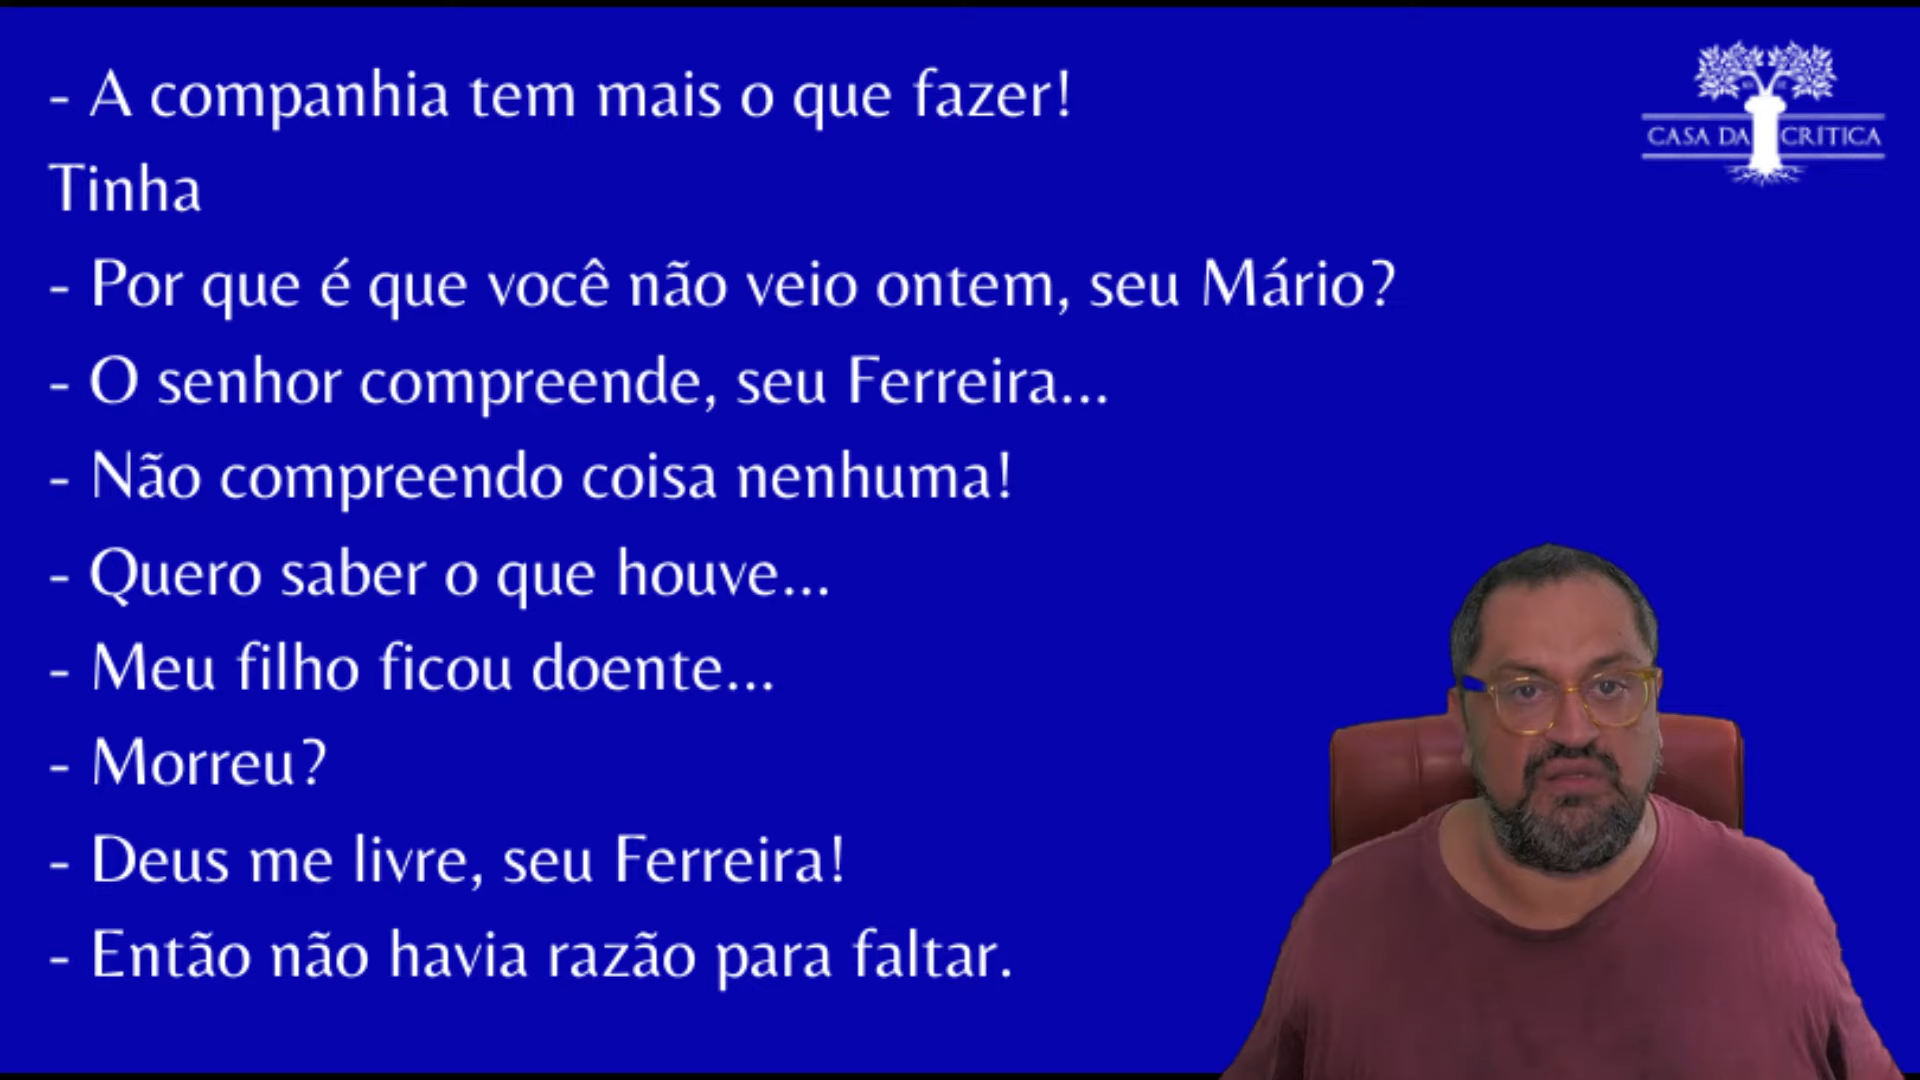 - A companhia tem mais o que fazer!
Tinha
- Por que é que você não veio ontem, seu Mário?
- O senhor compreende, seu Ferreira...
- Não compreendo coisa nenhuma!
- Quero saber o que houve...
- Meu filho ficou doente...
- Morreu?
- Deus me livre, seu Ferreira!
- Então não havia razão para faltar.
CASA DA CRÍTICA